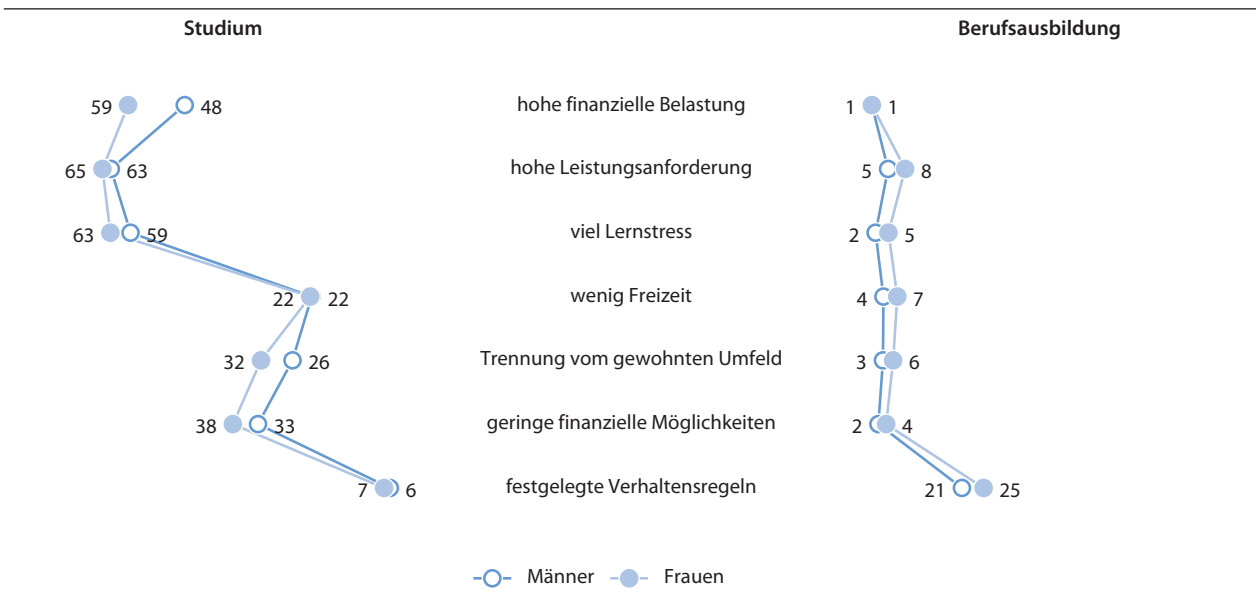 Studium Berufsausbildung
59 48 hohe finanzielle Belastung 1 1
65 63 hohe Leistungsanforderung 5 8
63 59 viel Lernstress 2 5
22 22 wenig Freizeit 4 7
32 26 Trennung vom gewohnten Umfeld 3 6
38 33 geringe finanzielle Möglichkeiten 2 4
7 6 festgelegte Verhaltensregeln 21 25
Männer Frauen